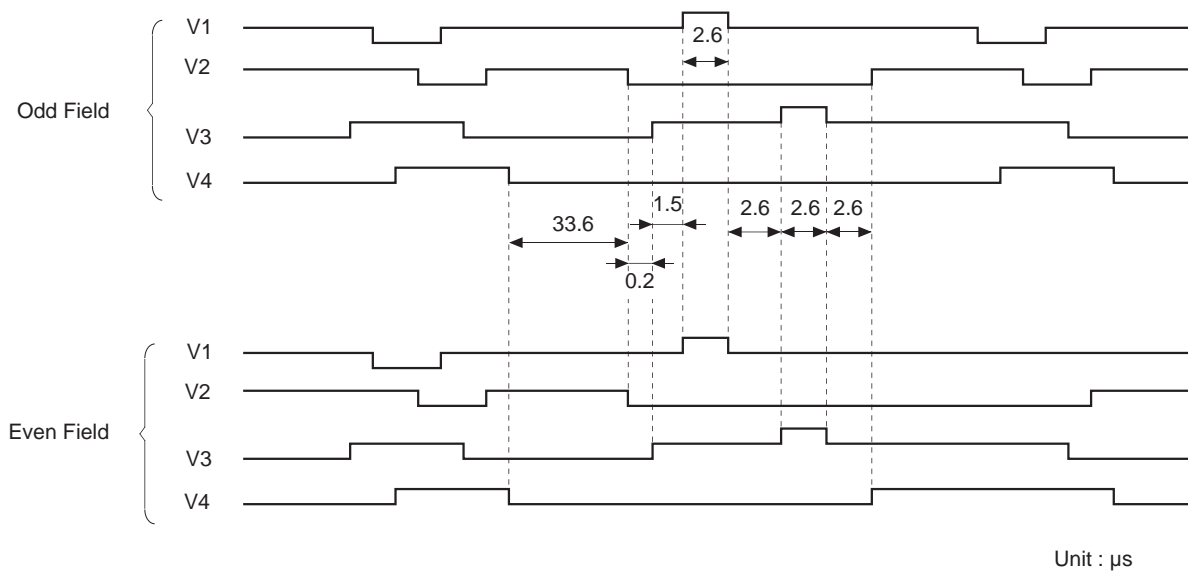 V1
2.6
V2
Odd Field
V3
V4
1.5
2.6
2.6
2.6
33.6
0.2
V1
V2
Even Field
V3
V4
Unit : µs